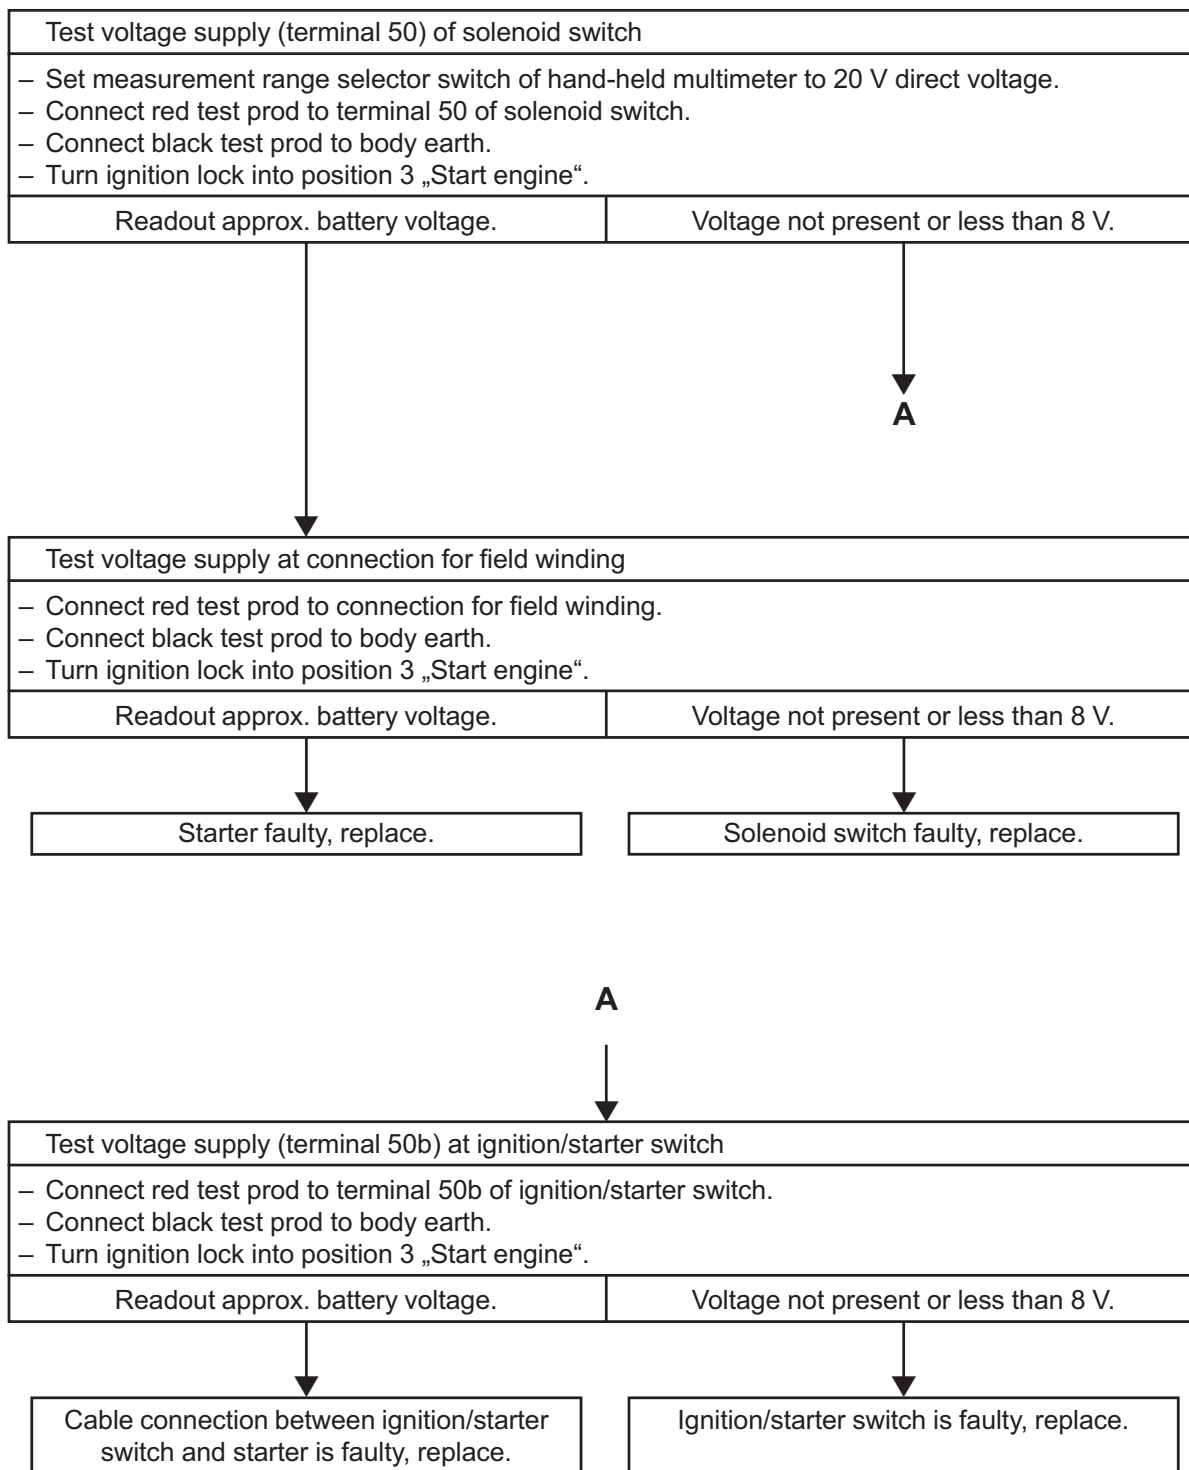 Test voltage supply (terminal 50) of solenoid switch
– Set measurement range selector switch of hand-held multimeter to 20 V direct voltage.
– Connect red test prod to terminal 50 of solenoid switch.
– Connect black test prod to body earth.
– Turn ignition lock into position 3 „Start engine“.
Readout approx. battery voltage.
Voltage not present or less than 8 V.
A
Test voltage supply at connection for field winding
– Connect red test prod to connection for field winding.
– Connect black test prod to body earth.
– Turn ignition lock into position 3 „Start engine“.
Readout approx. battery voltage.
Voltage not present or less than 8 V.
Starter faulty, replace.
Solenoid switch faulty, replace.
A
Test voltage supply (terminal 50b) at ignition/starter switch
– Connect red test prod to terminal 50b of ignition/starter switch.
– Connect black test prod to body earth.
– Turn ignition lock into position 3 „Start engine“.
Readout approx. battery voltage.
Voltage not present or less than 8 V.
Cable connection between ignition/starter
switch and starter is faulty, replace.
Ignition/starter switch is faulty, replace.